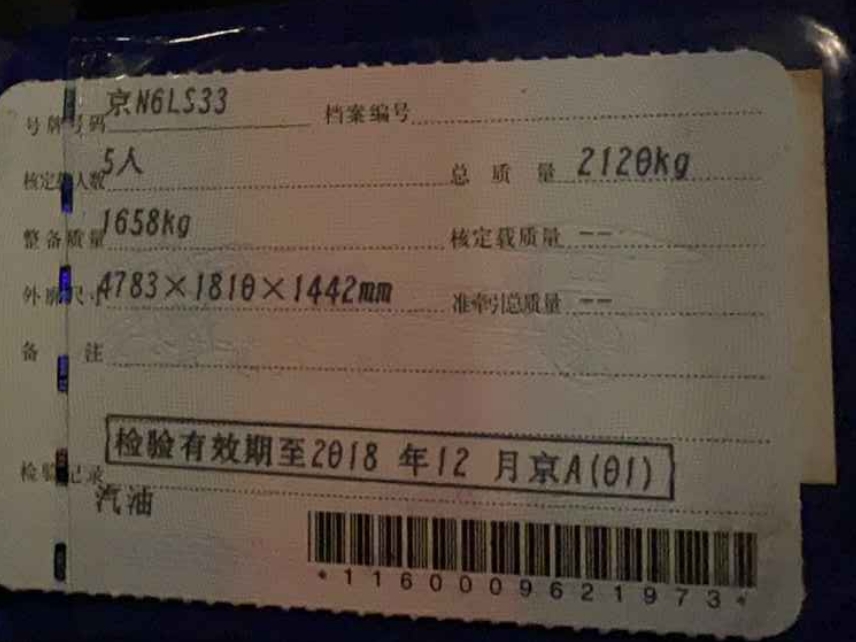 号牌号码 京N6LS33 档案编号
核定载人数 5人 总质量 2120kg
整备质量 1658kg 核定载质量 --
外廓尺寸 4783×1810×1442mm 准牵引总质量 --
备注
检验有效期至2018 年12 月京A(01)
检验记录
汽油
*1160009621973*